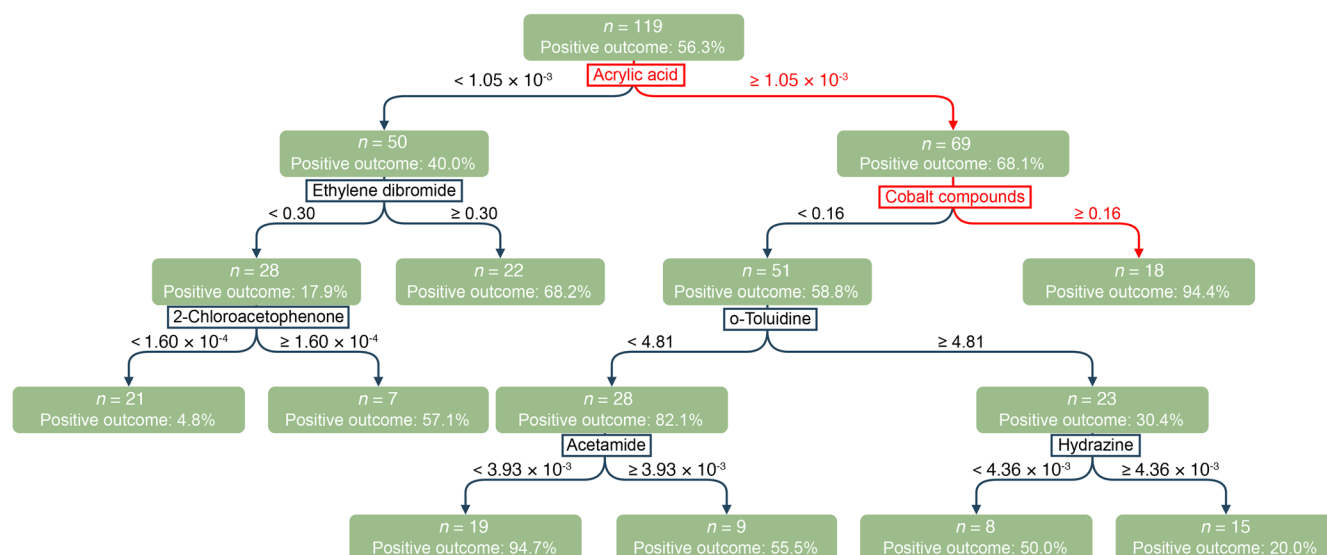 n = 119
Positive outcome: 56.3%
Acrylic acid
< 1.05 × 10⁻³
≥ 1.05 × 10⁻³
n = 50
Positive outcome: 40.0%
n = 69
Positive outcome: 68.1%
Ethylene dibromide
Cobalt compounds
< 0.30
≥ 0.30
< 0.16
≥ 0.16
n = 28
Positive outcome: 17.9%
n = 22
Positive outcome: 68.2%
n = 51
Positive outcome: 58.8%
n = 18
Positive outcome: 94.4%
2-Chloroacetophenone
o-Toluidine
< 1.60 × 10⁻⁴
≥ 1.60 × 10⁻⁴
< 4.81
≥ 4.81
n = 21
Positive outcome: 4.8%
n = 7
Positive outcome: 57.1%
n = 28
Positive outcome: 82.1%
n = 23
Positive outcome: 30.4%
Acetamide
Hydrazine
< 3.93 × 10⁻³
≥ 3.93 × 10⁻³
< 4.36 × 10⁻³
≥ 4.36 × 10⁻³
n = 19
Positive outcome: 94.7%
n = 9
Positive outcome: 55.5%
n = 8
Positive outcome: 50.0%
n = 15
Positive outcome: 20.0%